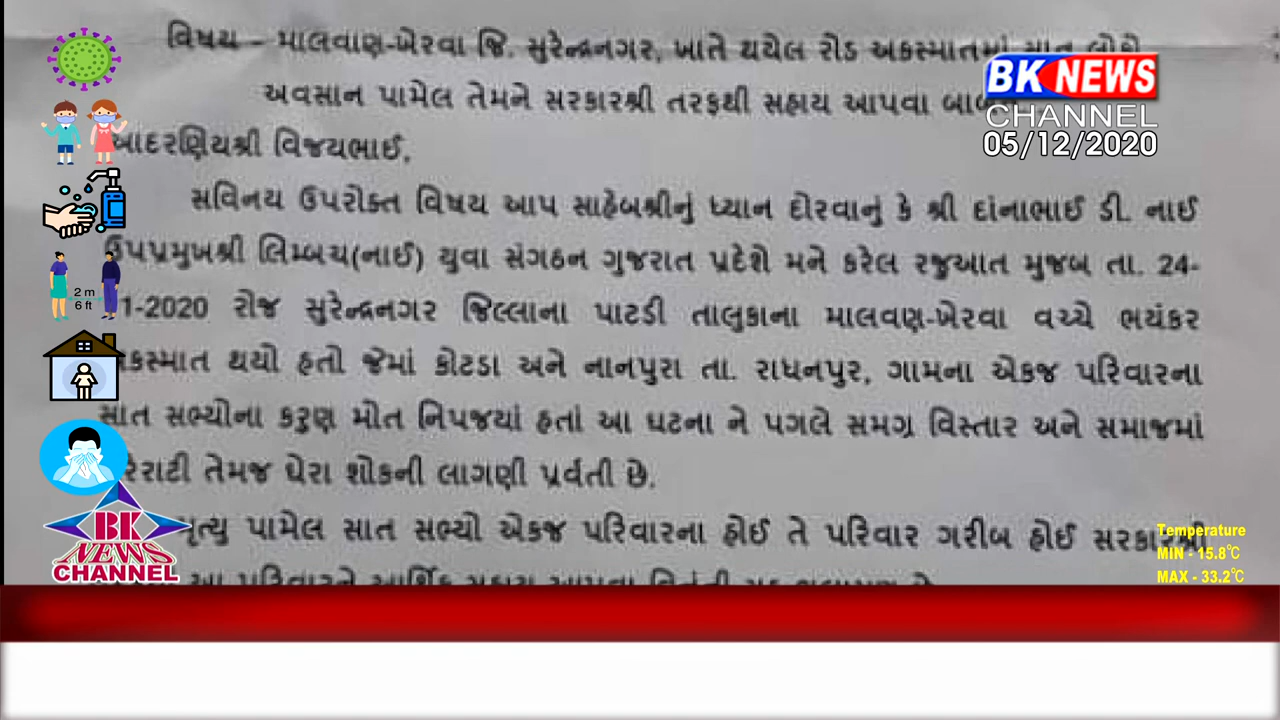 વિષય – માલવાણ-ખેરવા જિ. સુરેન્દ્રનગર, ખાતે થયેલ રોડ અકસ્માતમાં સાત લોકો
અવસાન પામેલ તેમને સરકારશ્રી તરફથી સહાય આપવા બાબત
આદરણિયશ્રી વિજયભાઈ,
સવિનય ઉપરોક્ત વિષય આપ સાહેબશ્રીનું ધ્યાન દોરવાનું કે શ્રી દાંનાભાઈ ડી. નાઈ
ઉપપ્રમુખશ્રી લિમ્બચ(નાઈ) યુવા સંગઠન ગુજરાત પ્રદેશે મને કરેલ રજુઆત મુજબ તા. 24-
1-2020 રોજ સુરેન્દ્રનગર જિલ્લાના પાટડી તાલુકાના માલવણ-ખેરવા વચ્ચે ભયંકર
અકસ્માત થયો હતો જેમાં કોટડા અને નાનપુરા તા. રાધનપુર, ગામના એકજ પરિવારના
સાત સભ્યોના કરુણ મોત નિપજયાં હતાં આ ઘટના ને પગલે સમગ્ર વિસ્તાર અને સમાજમાં
તેમજ ઘેરા શોકની લાગણી પ્રર્વતી છે.
મૃત્યુ પામેલ સાત સભ્યો એકજ પરિવારના હોઈ તે પરિવાર ગરીબ હોઈ સરકારશ્રી
BK NEWS
CHANNEL
05/12/2020
2 m
6 ft
BK
NEWS
CHANNEL
Temperature
MIN - 15.8℃
MAX - 33.2℃